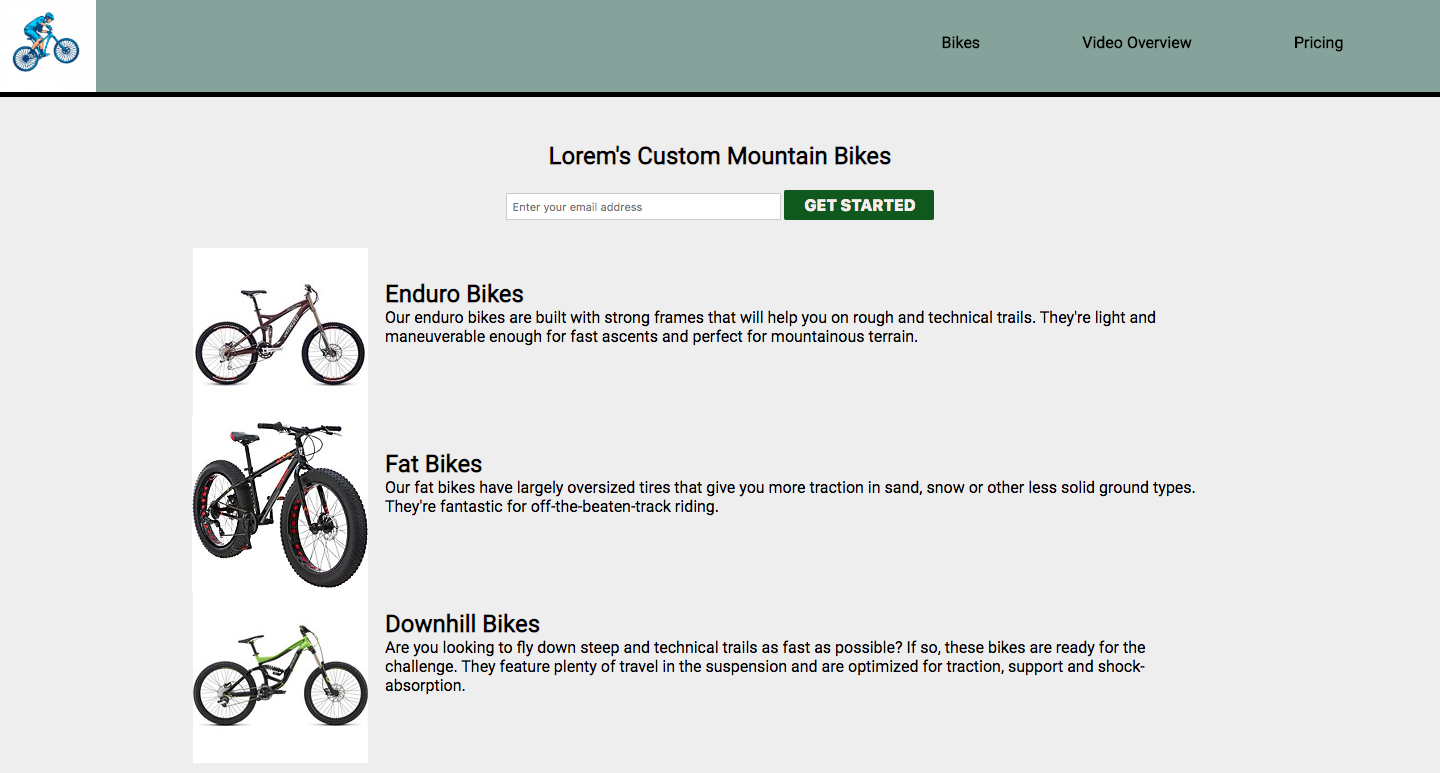 Bikes
Video Overview
Pricing
Lorem's Custom Mountain Bikes
Enter your email address
GET STARTED
Enduro Bikes
Our enduro bikes are built with strong frames that will help you on rough and technical trails. They're light and
maneuverable enough for fast ascents and perfect for mountainous terrain.
Fat Bikes
Our fat bikes have largely oversized tires that give you more traction in sand, snow or other less solid ground types.
They're fantastic for off-the-beaten-track riding.
Downhill Bikes
Are you looking to fly down steep and technical trails as fast as possible? If so, these bikes are ready for the
challenge. They feature plenty of travel in the suspension and are optimized for traction, support and shock-
absorption.